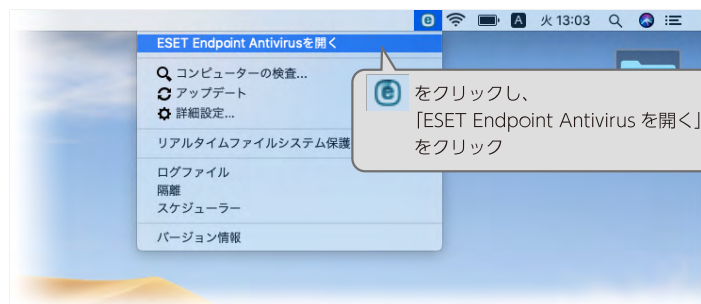 火13:03
ESET Endpoint Antivirusを開く
コンピューターの検査...
アップデート
詳細設定...
リアルタイムファイルシステム保護
ログファイル
隔離
スケジューラー
バージョン情報
をクリックし、
「ESET Endpoint Antivirus を開く」
をクリック